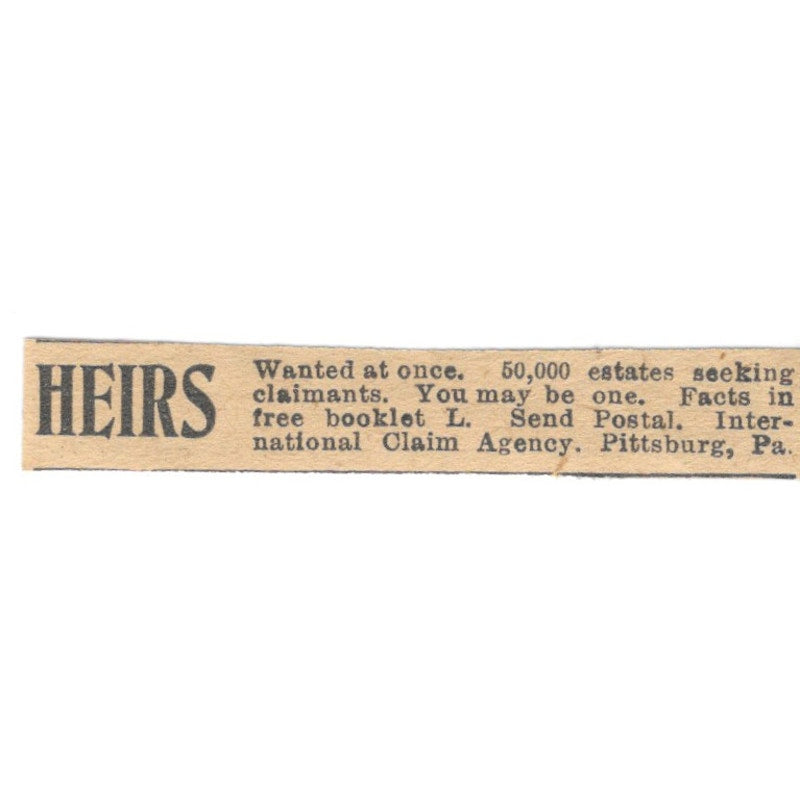 HEIRS
Wanted at once. 50,000 estates seeking
claimants. You may be one. Facts in
free booklet L. Send Postal. Inter-
national Claim Agency. Pittsburg, Pa.